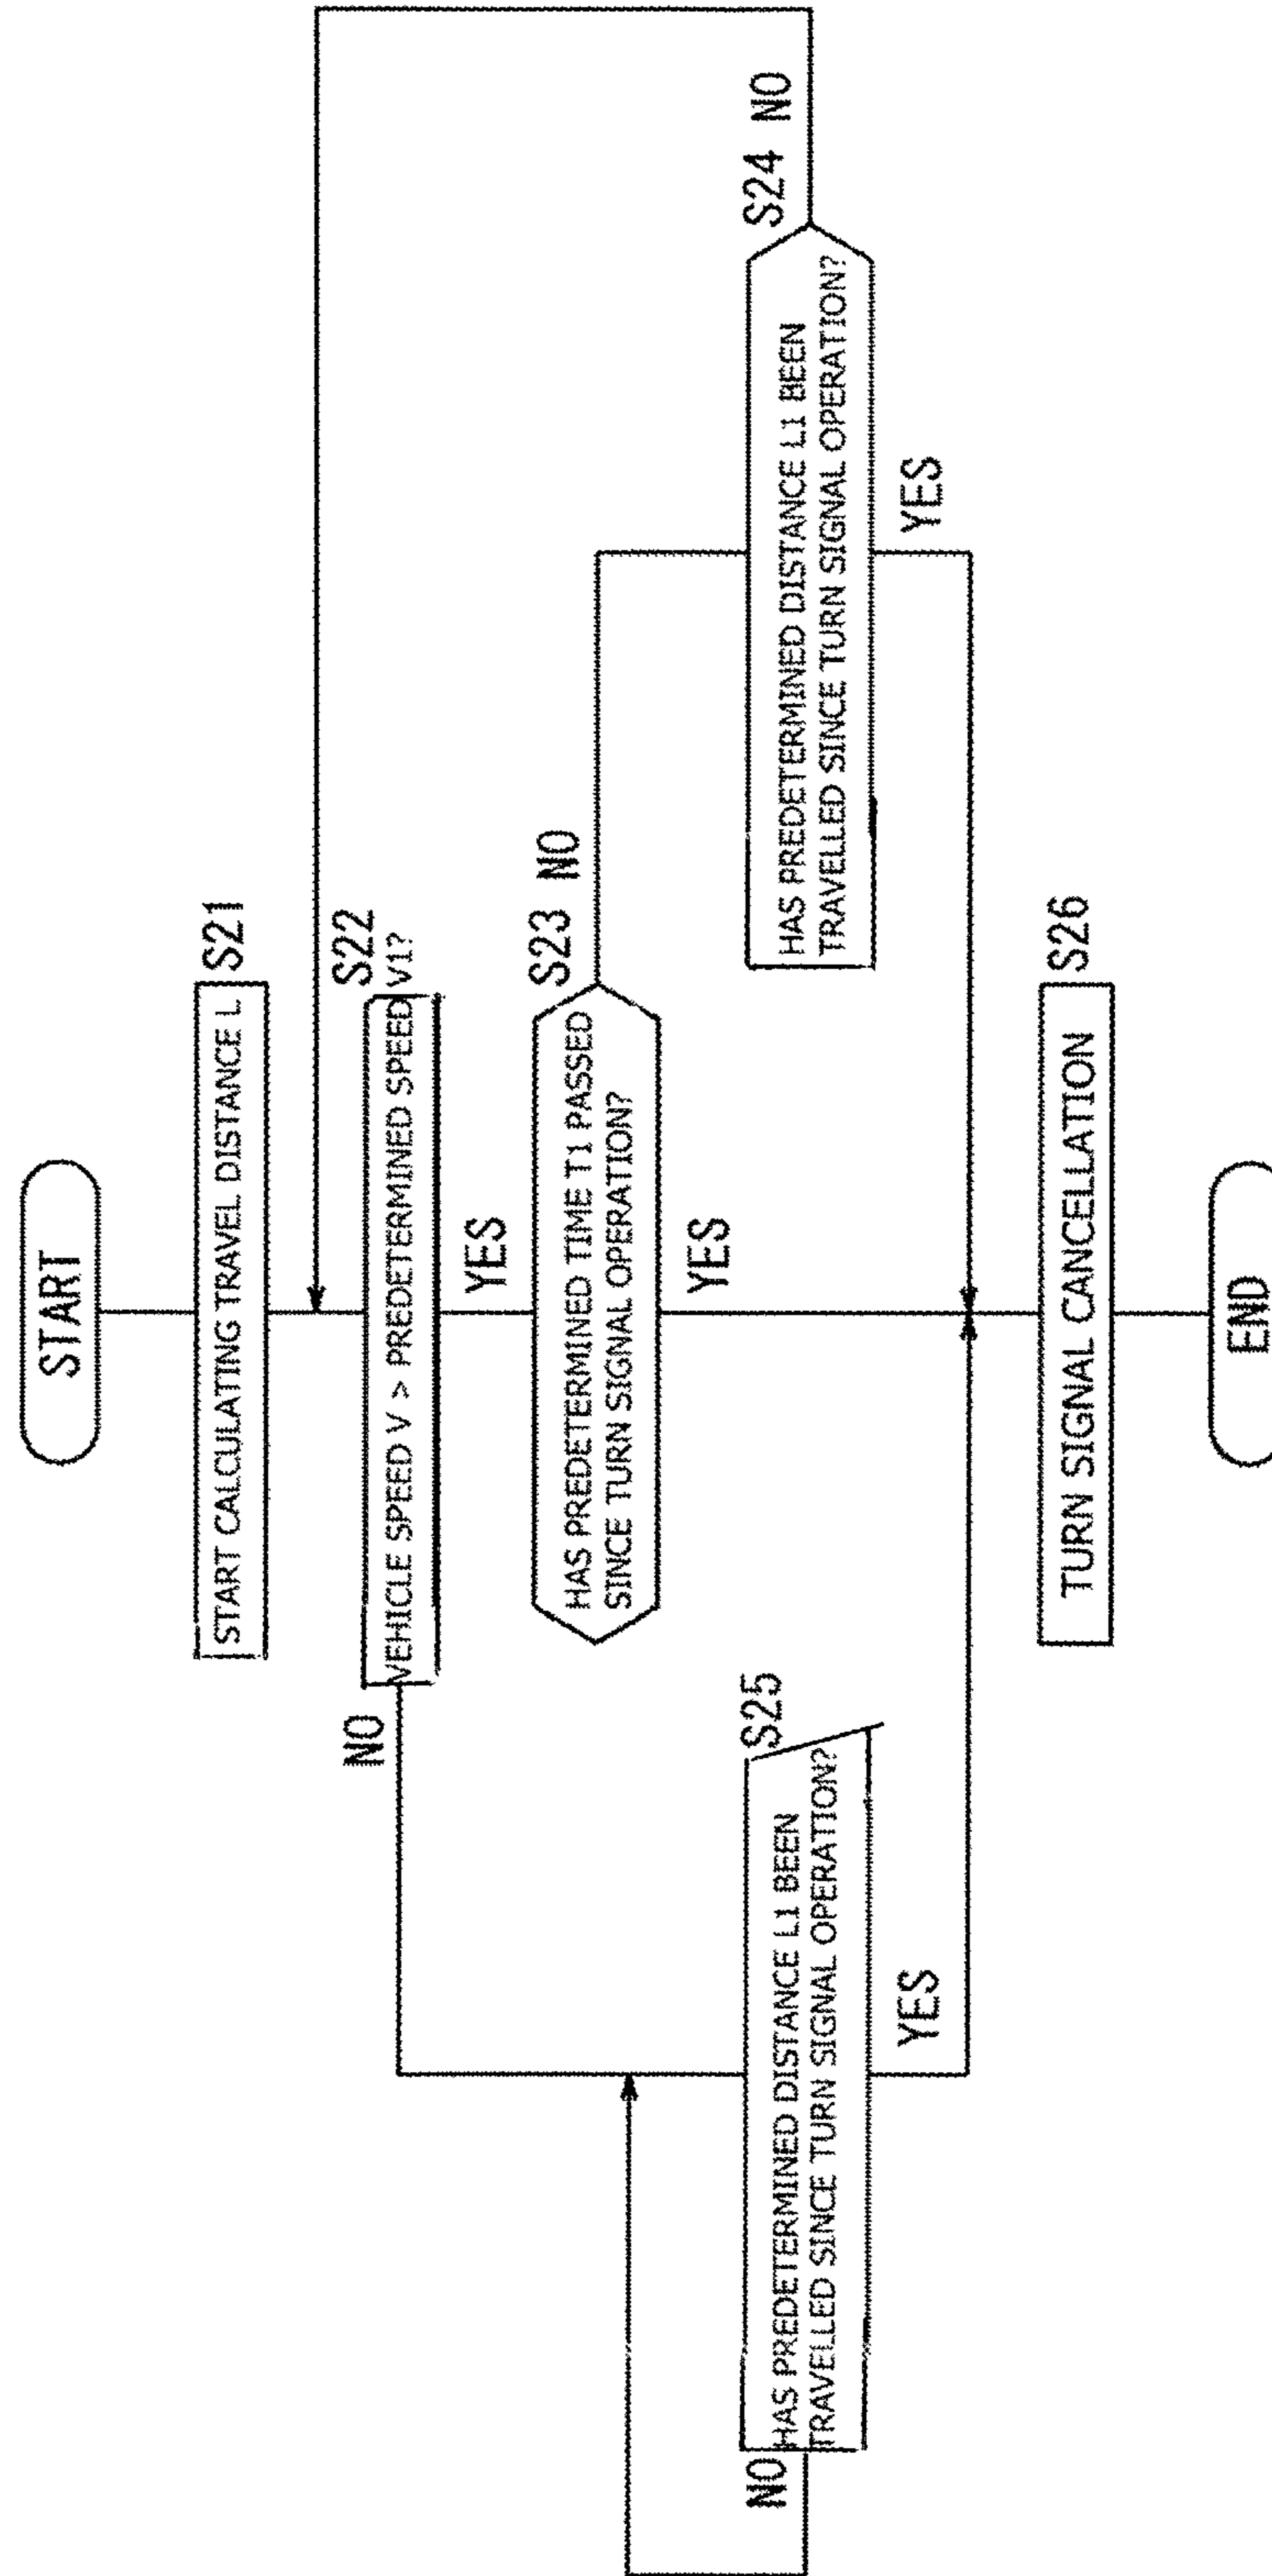 START
START CALCULATING TRAVEL DISTANCE L
S21
S22
VEHICLE SPEED V > PREDETERMINED SPEED V1?
NO
YES
S23
HAS PREDETERMINED TIME T1 PASSED
SINCE TURN SIGNAL OPERATION?
NO
YES
S25
HAS PREDETERMINED DISTANCE L1 BEEN
TRAVELLED SINCE TURN SIGNAL OPERATION?
NO
YES
S24
HAS PREDETERMINED DISTANCE L1 BEEN
TRAVELLED SINCE TURN SIGNAL OPERATION?
NO
YES
S26
TURN SIGNAL CANCELLATION
END